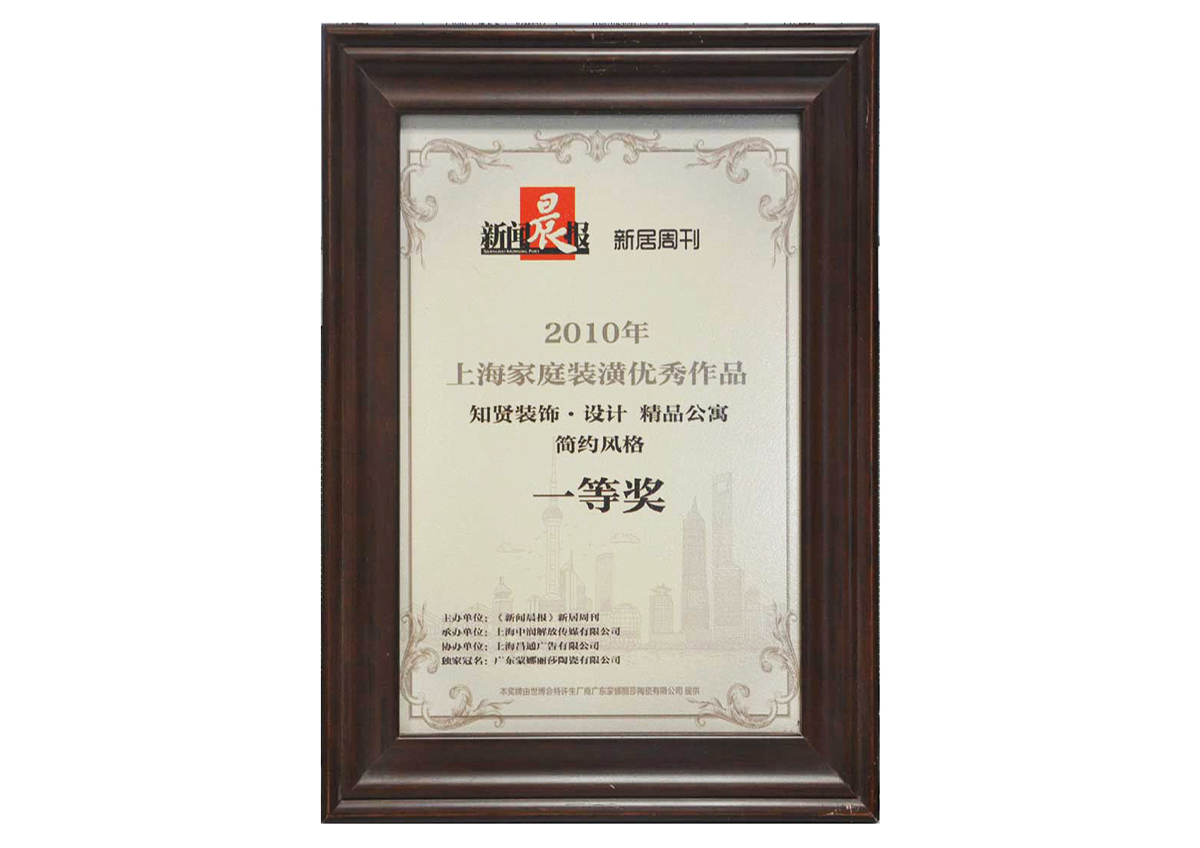 新闻晨报 新居周刊
SHANGHAI MORNING POST
2010年
上海家庭装潢优秀作品
知贤装饰·设计 精品公寓
简约风格
一等奖
主办单位：《新闻晨报》新居周刊
承办单位：上海中润解放传媒有限公司
协办单位：上海昌通广告有限公司
独家冠名：广东蒙娜丽莎陶瓷有限公司
本奖牌由世博会特许生厂商广东蒙娜丽莎陶瓷有限公司 提供